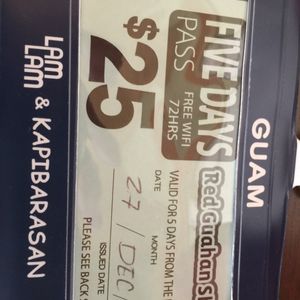 GUAM
FIVE DAYS
PASS
FREE WIFI
72HRS
$25
Red Guahan
VALID FOR 5 DAYS FROM THE
DATE
MONTH
27 / DEC /
ISSUED DATE
PLEASE SEE BACK
LAM LAM & KAPIBARASAN